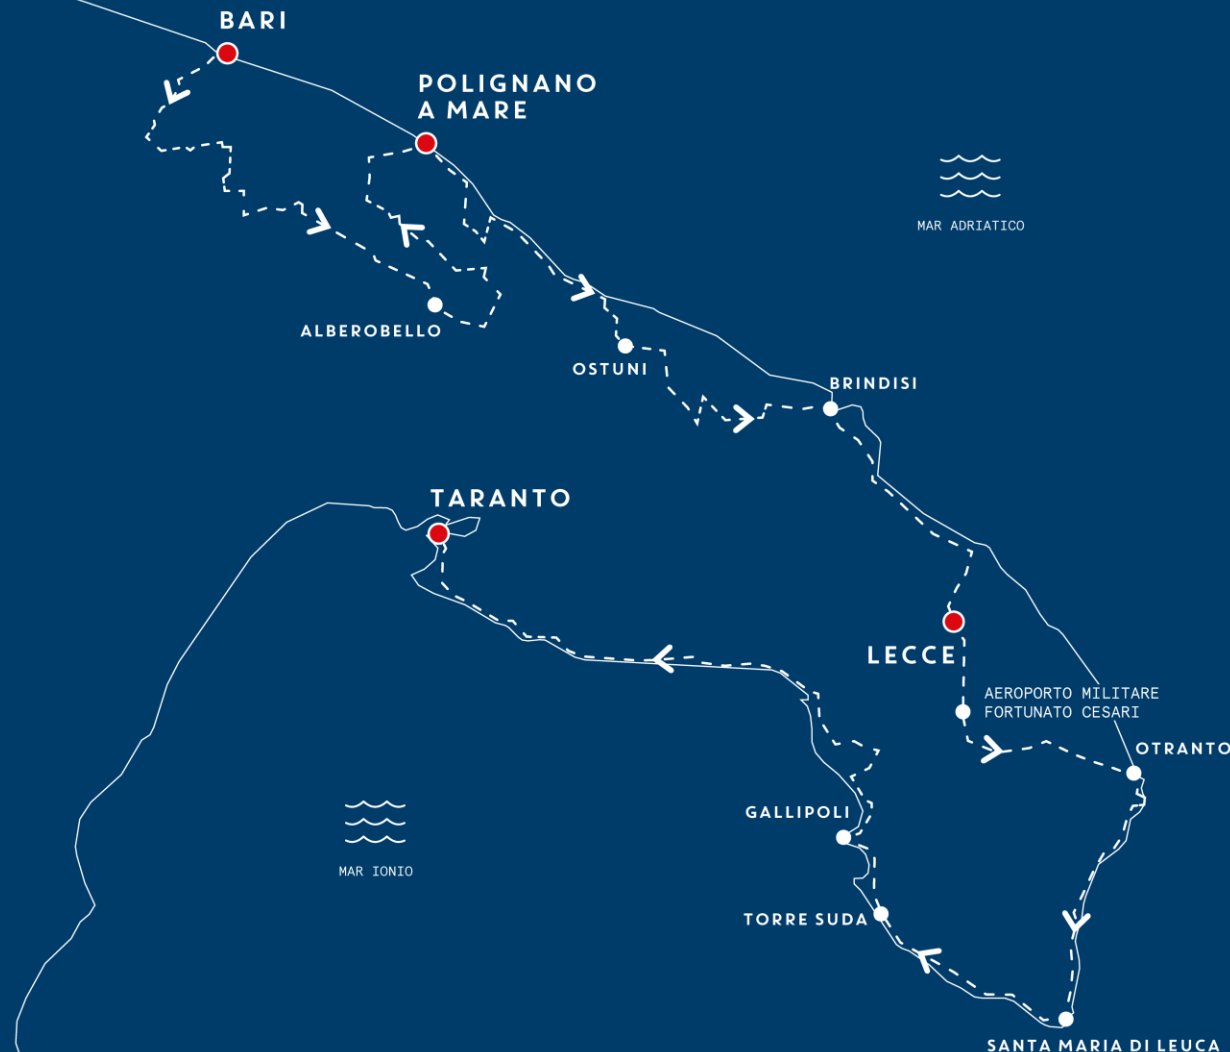 BARI
POLIGNANO
A MARE
MAR ADRIATICO
ALBEROBELLO
OSTUNI
BRINDISI
TARANTO
LECCE
AEROPORTO MILITARE
FORTUNATO CESARI
OTRANTO
GALLIPOLI
MAR IONIO
TORRE SUDA
SANTA MARIA DI LEUCA